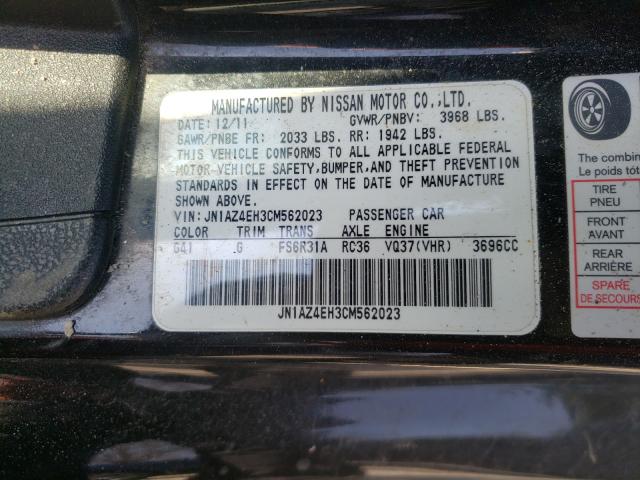 MANUFACTURED BY NISSAN MOTOR CO.,LTD.
DATE: 12/11 GVWR/PNBV: 3968 LBS.
GAWR/PNBE FR: 2033 LBS. RR: 1942 LBS.
THIS VEHICLE CONFORMS TO ALL APPLICABLE FEDERAL
MOTOR VEHICLE SAFETY, BUMPER, AND THEFT PREVENTION
STANDARDS IN EFFECT ON THE DATE OF MANUFACTURE
SHOWN ABOVE.
VIN: JN1AZ4EH3CM562023 PASSENGER CAR
COLOR TRIM TRANS AXLE ENGINE
G41 G FS6R31A RC36 VQ37(VHR) 3696CC
JN1AZ4EH3CM562023
The combine
Le poids tót
TIRE
PNEU
FRONT
AVANT
REAR
ARRIÈRE
SPARE
DE SECOURS